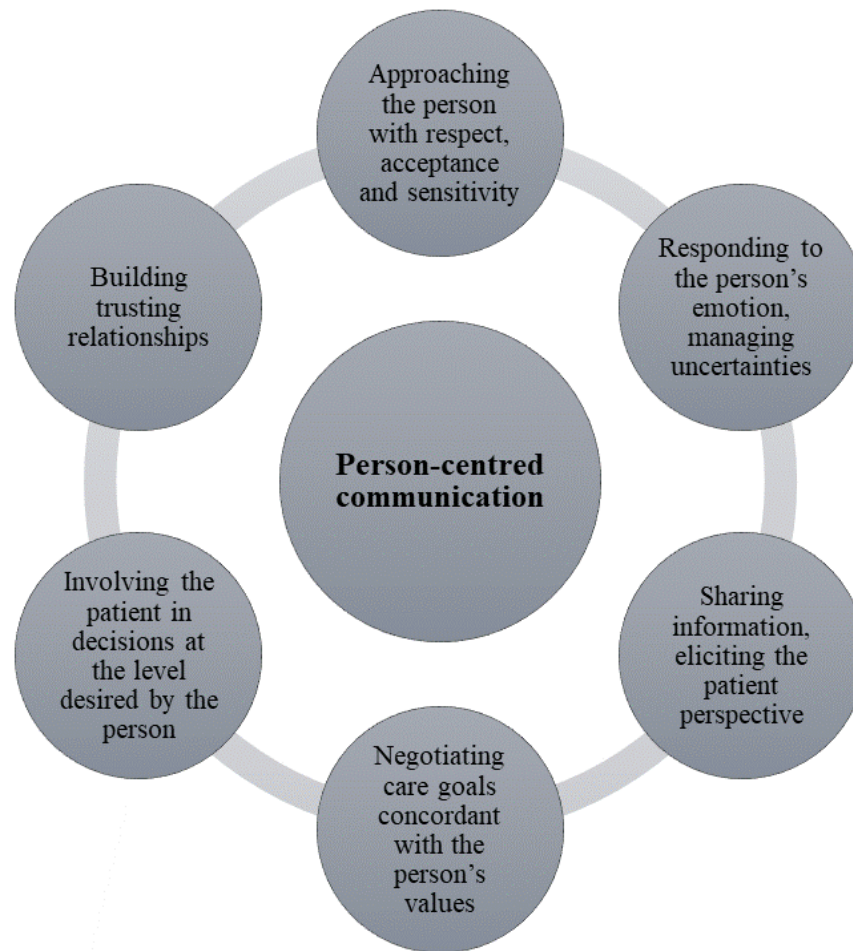 Approaching
the person
with respect,
acceptance
and sensitivity
Responding to
the person’s
emotion,
managing
uncertainties
Sharing
information,
eliciting the
patient
perspective
Negotiating
care goals
concordant
with the
person’s
values
Involving the
patient in
decisions at
the level
desired by the
person
Building
trusting
relationships
Person-centred
communication